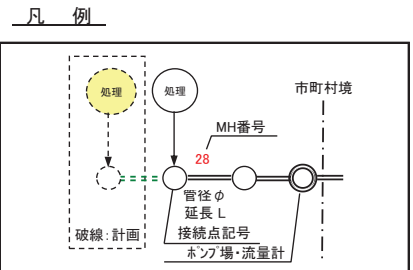 凡 例
処理
処理
市町村境
MH番号
28
管径φ
延長 L
接続点記号
破線:計画
ポンプ場・流量計